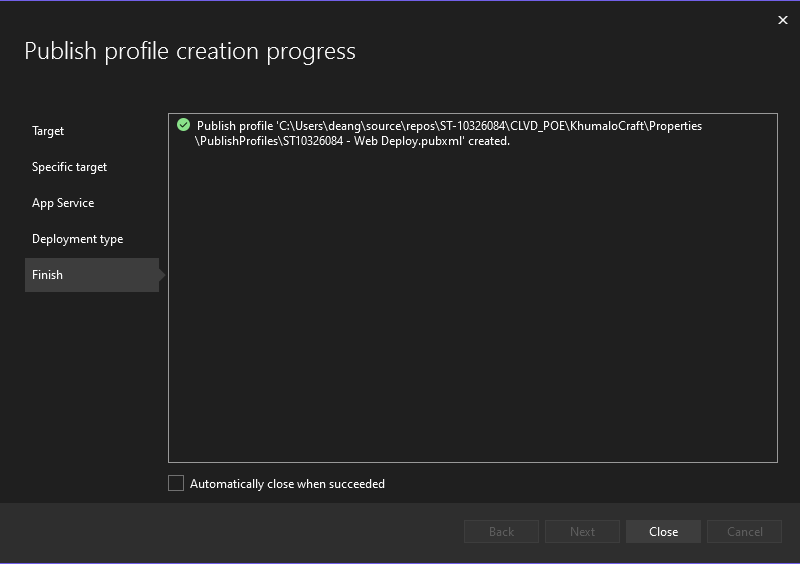 Publish profile creation progress
Target
Specific target
App Service
Deployment type
Finish
Publish profile 'C:\Users\deang\source\repos\ST-10326084\CLVD_POE\KhumaloCraft\Properties
\PublishProfiles\ST10326084 - Web Deploy.pubxml' created.
Automatically close when succeeded
Back
Next
Close
Cancel